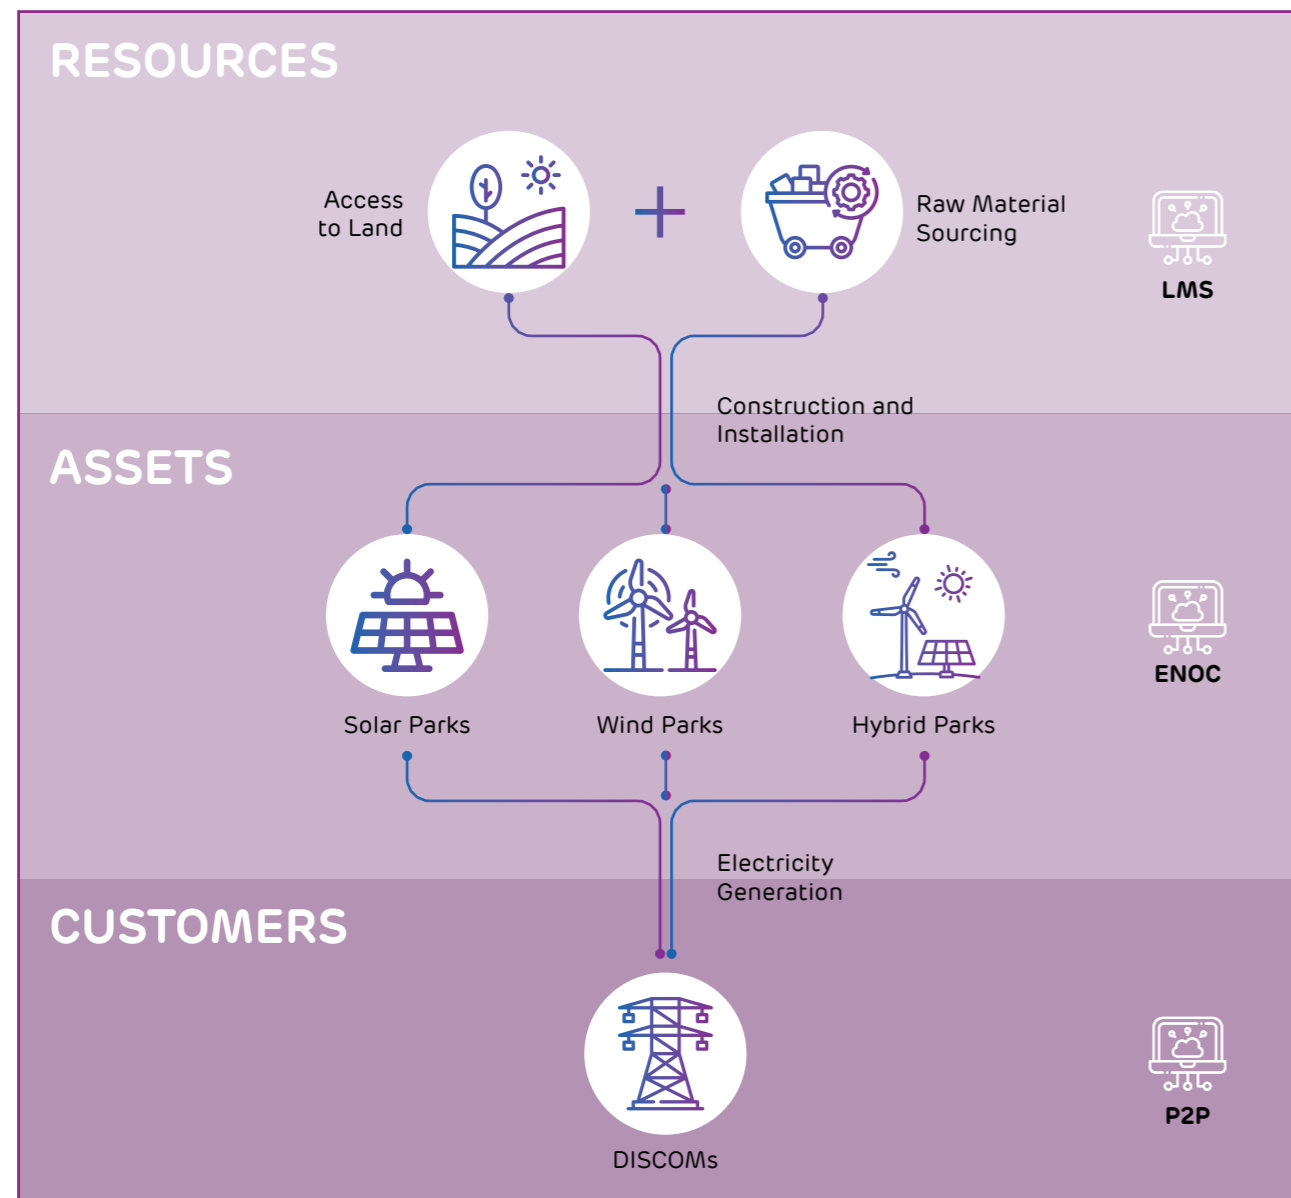 RESOURCES
Access
to Land
Raw Material
Sourcing
LMS
Construction and
Installation
ASSETS
Solar Parks
Wind Parks
Hybrid Parks
ENOC
Electricity
Generation
CUSTOMERS
DISCOMs
P2P